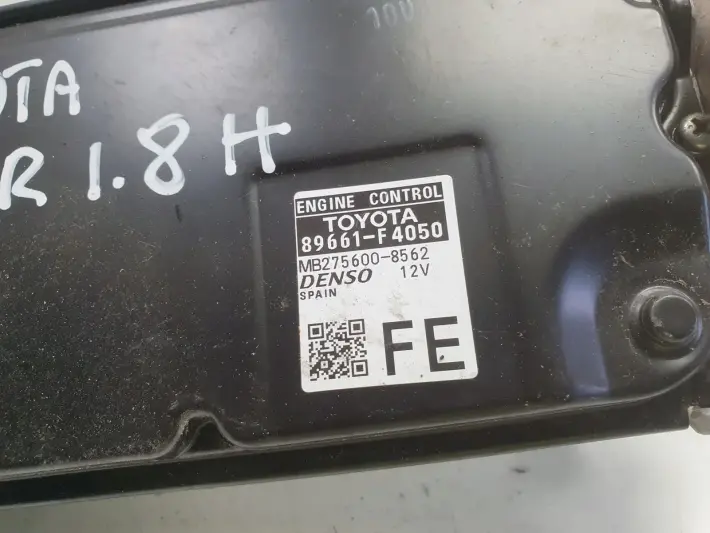 OTA
R 1.8 H
ENGINE CONTROL
TOYOTA
89661-F4050
MB275600-8562
DENSO 12V
SPAIN
FE